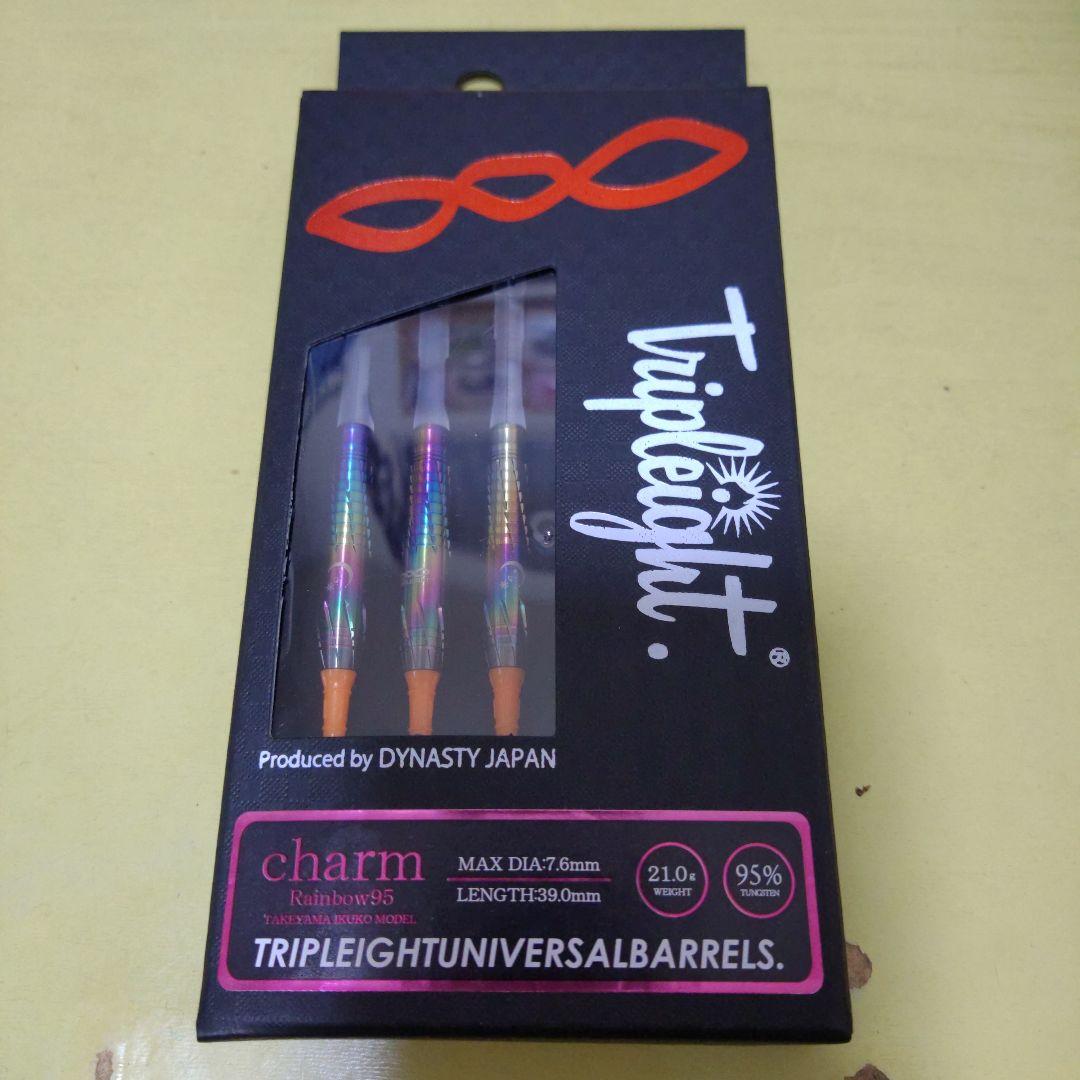 Tripleight.
®
Produced by DYNASTY JAPAN
charm
Rainbow95
TAKEYAMA IKUKO MODEL
MAX DIA:7.6mm
LENGTH:39.0mm
21.0g
WEIGHT
95%
TUNGSTEN
TRIPLEIGHTUNIVERSALBARRELS.